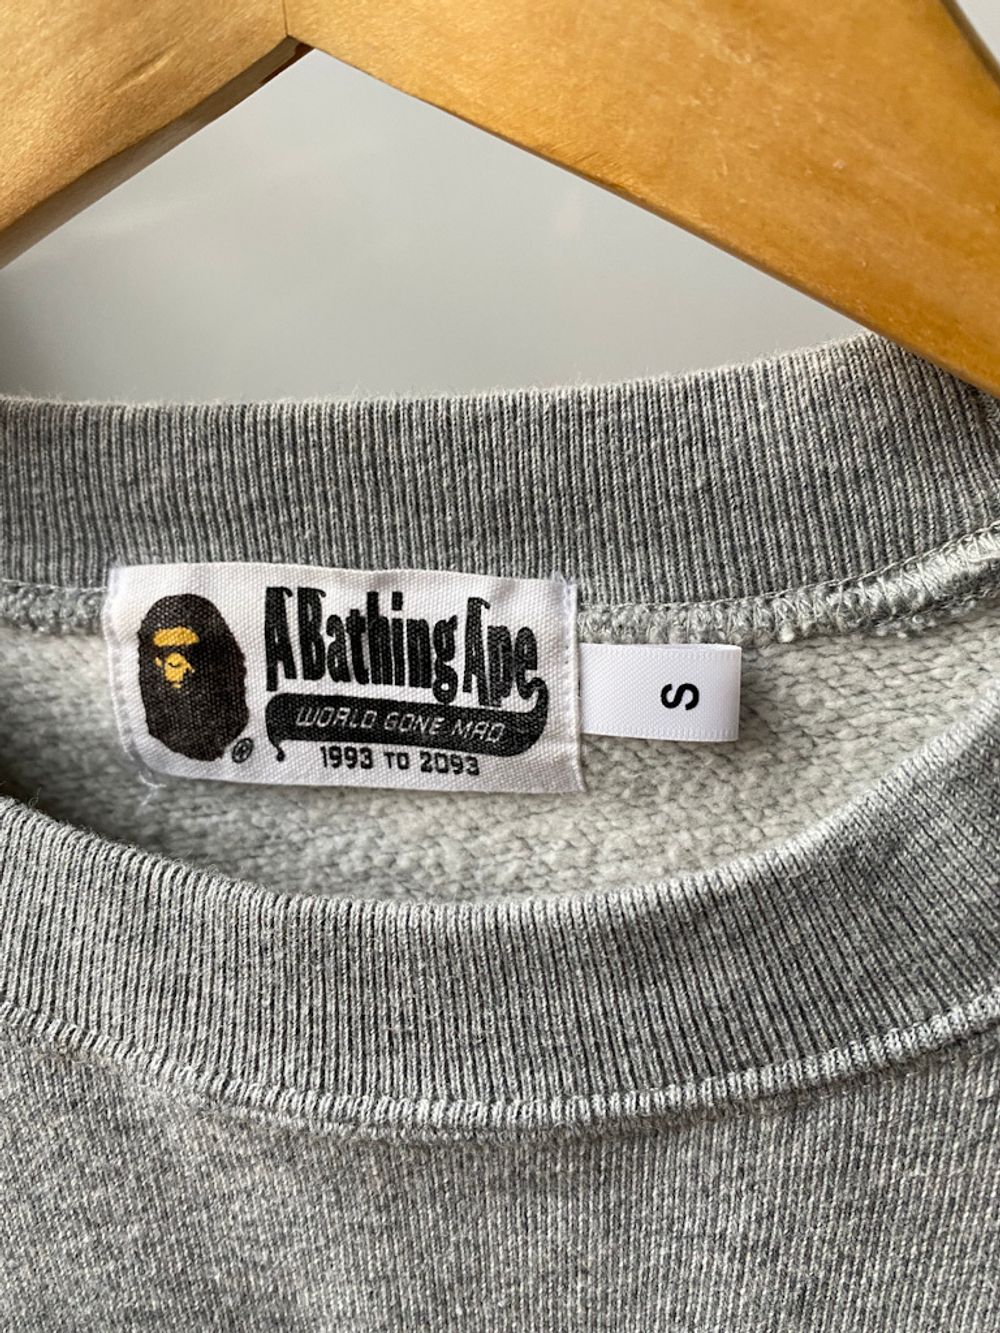 A Bathing Ape
WORLD GONE MAD
1993 TO 2093
®
S